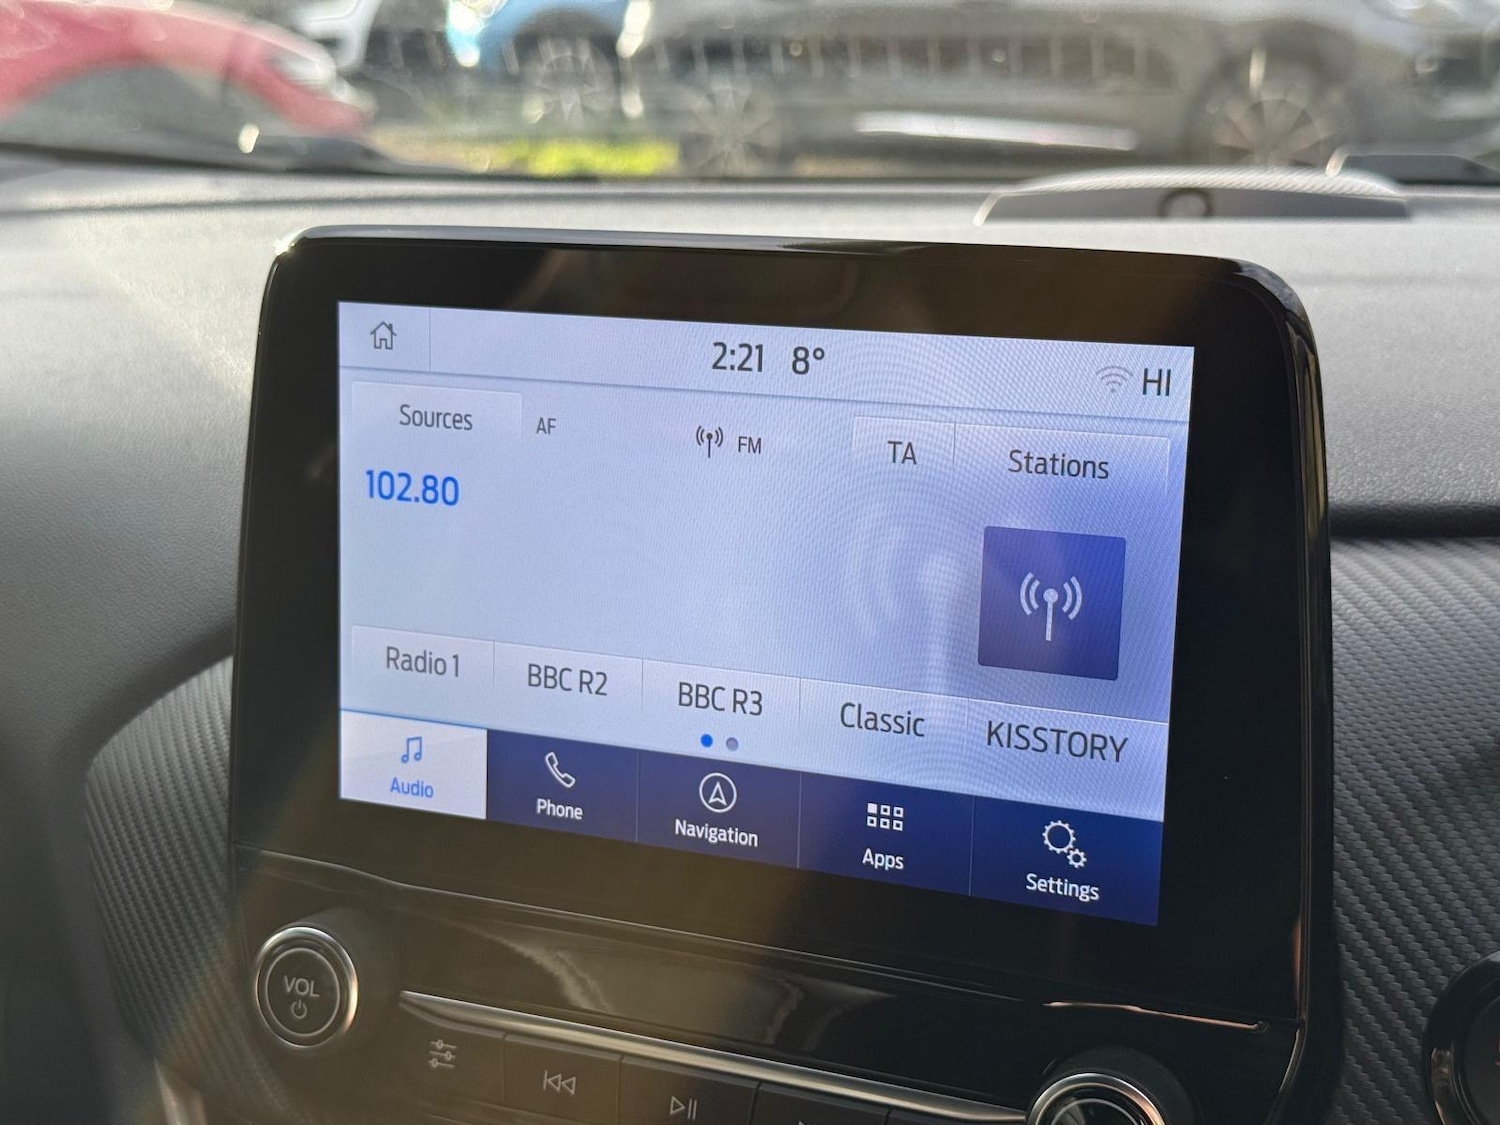 2:21 8°
HI
Sources
AF
FM
TA
Stations
102.80
Radio 1
BBC R2
BBC R3
Classic
KISSTORY
Audio
Phone
Navigation
Apps
Settings
VOL